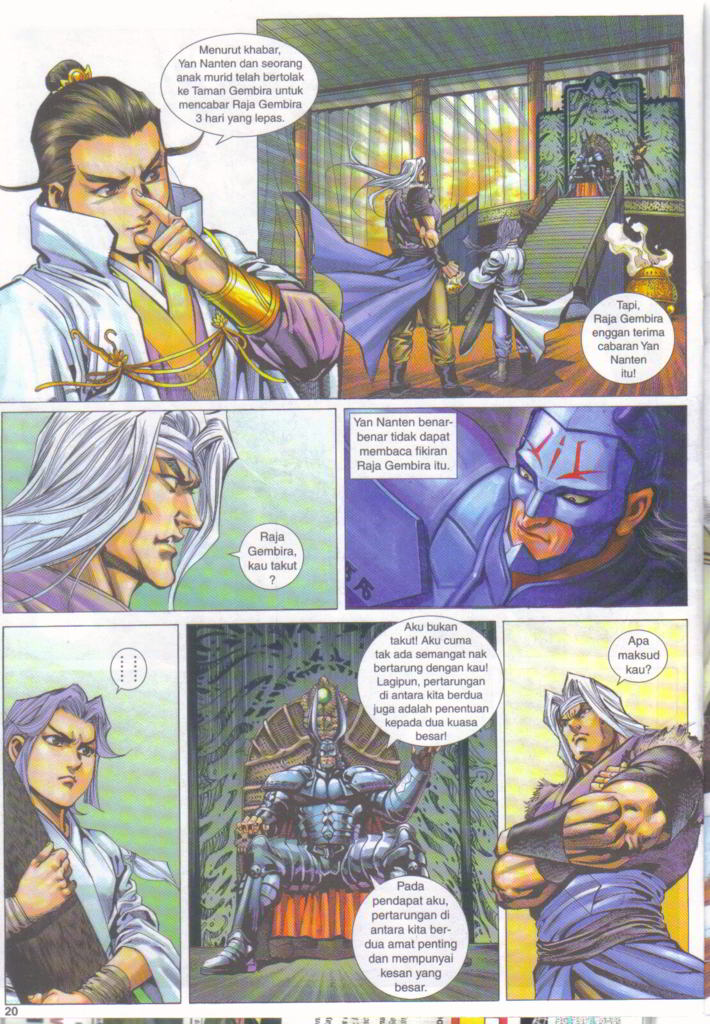 Menurut khabar,
Yan Nanten dan seorang
anak murid telah bertolak
ke Taman Gembira untuk
mencabar Raja Gembira
3 hari yang lepas.
Tapi,
Raja Gembira
enggan terima
cabaran Yan
Nanten
itu!
Raja
Gembira,
kau takut
?
Yan Nanten benar-
benar tidak dapat
membaca fikiran
Raja Gembira itu.
Aku bukan
takut! Aku cuma
tak ada semangat nak
bertarung dengan kau!
Lagipun, pertarungan
di antara kita berdua
juga adalah penentuan
kepada dua kuasa
besar!
Pada
pendapat aku,
pertarungan di
antara kita ber-
dua amat penting
dan mempunyai
kesan yang
besar.
Apa
maksud
kau?
20